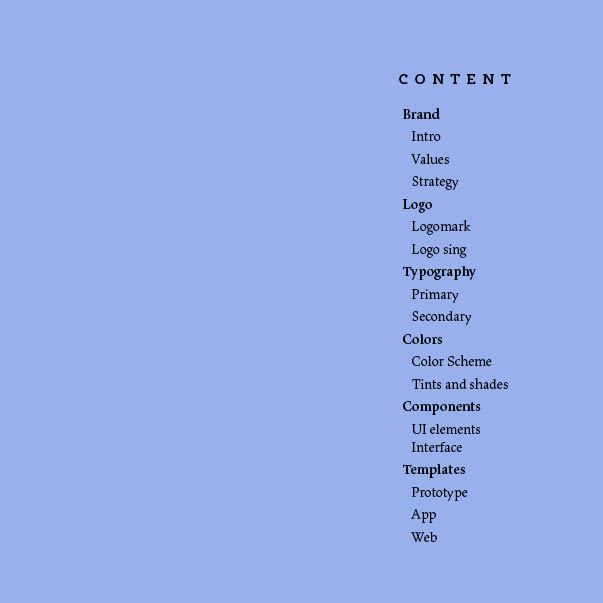 CONTENT
Brand
Intro
Values
Strategy
Logo
Logomark
Logo sing
Typography
Primary
Secondary
Colors
Color Scheme
Tints and shades
Components
UI elements
Interface
Templates
Prototype
App
Web